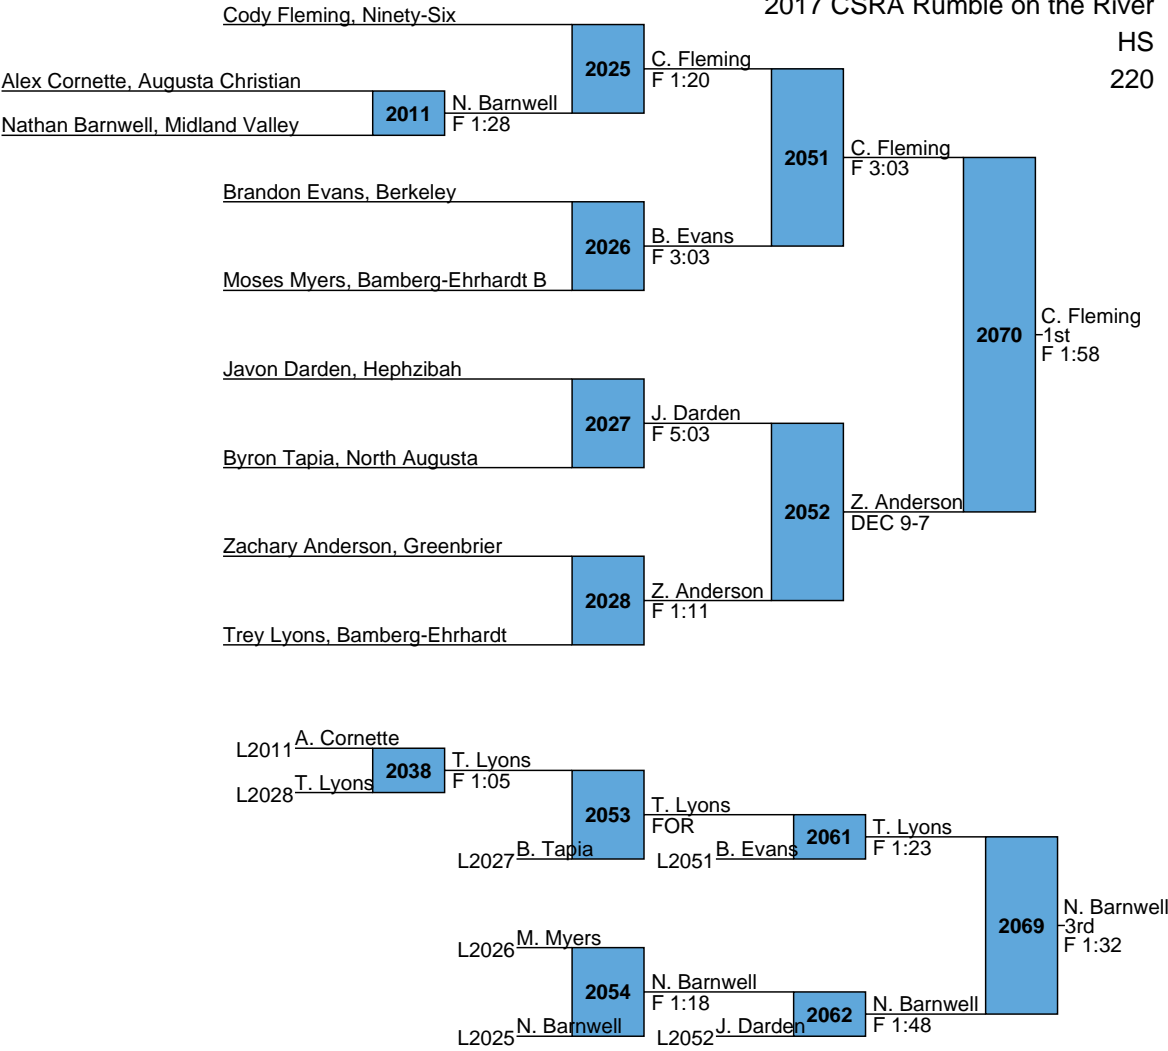 2017 CSRA Rumble on the River
HS
220
Cody Fleming, Ninety-Six
2025
C. Fleming
F 1:20
Alex Cornette, Augusta Christian
2011
N. Barnwell
F 1:28
Nathan Barnwell, Midland Valley
2051
C. Fleming
F 3:03
Brandon Evans, Berkeley
2026
B. Evans
F 3:03
Moses Myers, Bamberg-Ehrhardt B
2070
C. Fleming
1st
F 1:58
Javon Darden, Hephzibah
2027
J. Darden
F 5:03
Byron Tapia, North Augusta
2052
Z. Anderson
DEC 9-7
Zachary Anderson, Greenbrier
2028
Z. Anderson
F 1:11
Trey Lyons, Bamberg-Ehrhardt
L2011 A. Cornette
2038
T. Lyons
F 1:05
L2028 T. Lyons
2053
T. Lyons
FOR
L2027 B. Tapia
2061
T. Lyons
F 1:23
L2051 B. Evans
2069
N. Barnwell
3rd
F 1:32
L2026 M. Myers
2054
N. Barnwell
F 1:18
L2025 N. Barnwell
2062
N. Barnwell
F 1:48
L2052 J. Darden